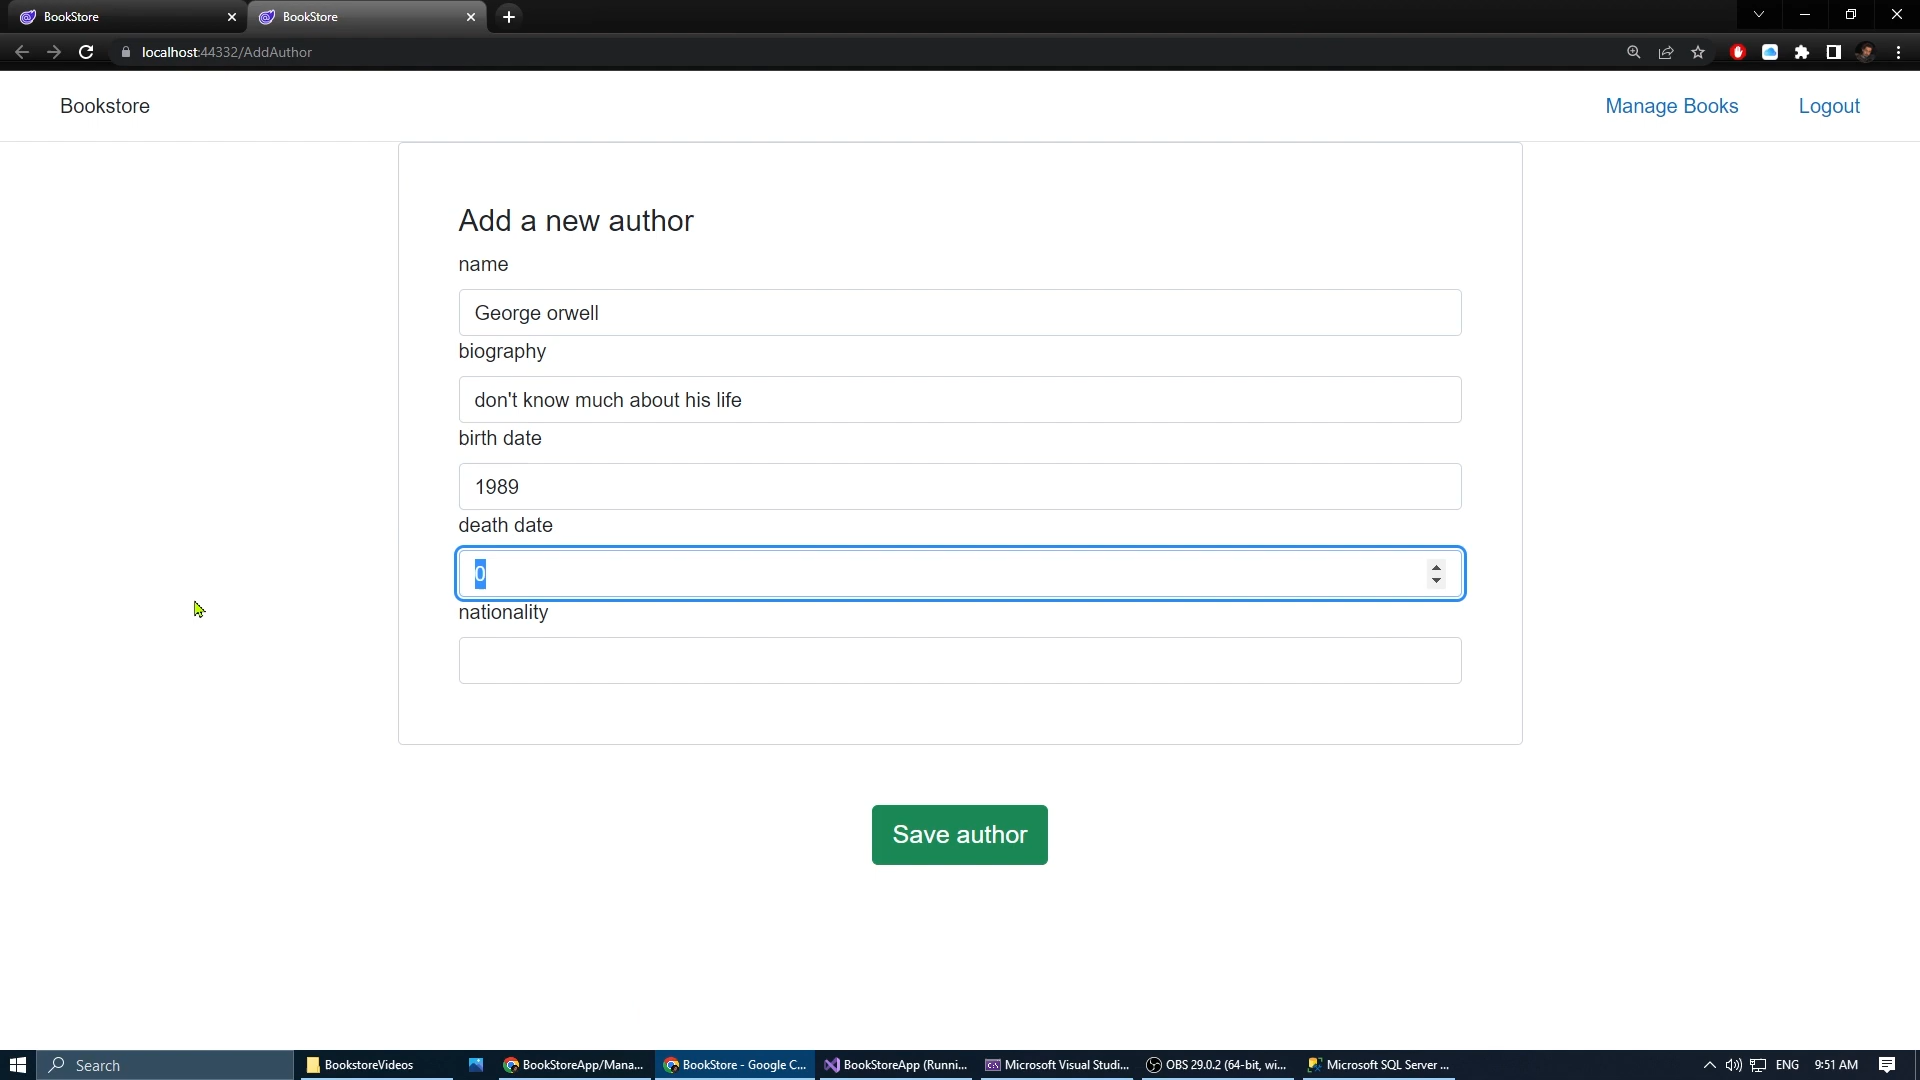 BookStore
BookStore
localhost:44332/AddAuthor
Bookstore
Manage Books
Logout
Add a new author
name
George orwell
biography
don't know much about his life
birth date
1989
death date
0
nationality
Save author
Search
BookstoreVideos
BookStoreApp/Mana...
BookStore - Google C...
BookStoreApp (Runni...
Microsoft Visual Studi...
OBS 29.0.2 (64-bit, wi...
Microsoft SQL Server ...
ENG
9:51 AM